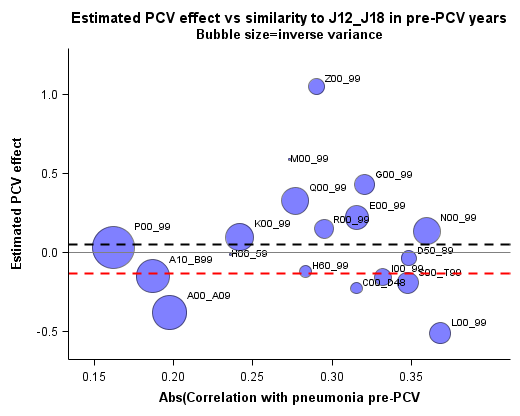 Estimated PCV effect vs similarity to J12_J18 in pre-PCV years
Bubble size=inverse variance
Estimated PCV effect
1.0
0.5
0.0
-0.5
Z00_99
M00_99
G00_99
Q00_99
E00_99
R00_99
N00_99
K00_99
P00_99
H00_59
D50_89
A10_B99
H60_99
I00_99
S00_T99
C00_D48
A00_A09
L00_99
0.15
0.20
0.25
0.30
0.35
Abs(Correlation with pneumonia pre-PCV